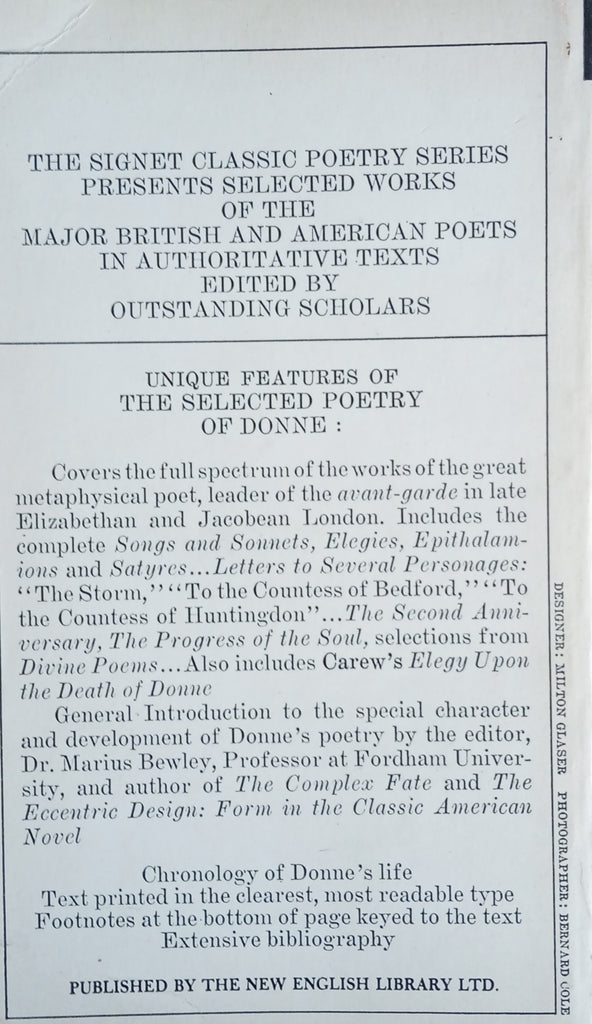 THE SIGNET CLASSIC POETRY SERIES
PRESENTS SELECTED WORKS
OF THE
MAJOR BRITISH AND AMERICAN POETS
IN AUTHORITATIVE TEXTS
EDITED BY
OUTSTANDING SCHOLARS
UNIQUE FEATURES OF
THE SELECTED POETRY
OF DONNE :
Covers the full spectrum of the works of the great
metaphysical poet, leader of the avant-garde in late
Elizabethan and Jacobean London. Includes the
complete Songs and Sonnets, Elegies, Epithalam-
ions and Satyres...Letters to Several Personages:
“The Storm,” “To the Countess of Bedford,” “To
the Countess of Huntingdon”...The Second Anni-
versary, The Progress of the Soul, selections from
Divine Poems...Also includes Carew's Elegy Upon
the Death of Donne
General Introduction to the special character
and development of Donne's poetry by the editor,
Dr. Marius Bewley, Professor at Fordham Univer-
sity, and author of The Complex Fate and The
Eccentric Design: Form in the Classic American
Novel
Chronology of Donne's life
Text printed in the clearest, most readable type
Footnotes at the bottom of page keyed to the text
Extensive bibliography
PUBLISHED BY THE NEW ENGLISH LIBRARY LTD.
DESIGNER: MILTON GLASER PHOTOGRAPHER: BERNARD COLE